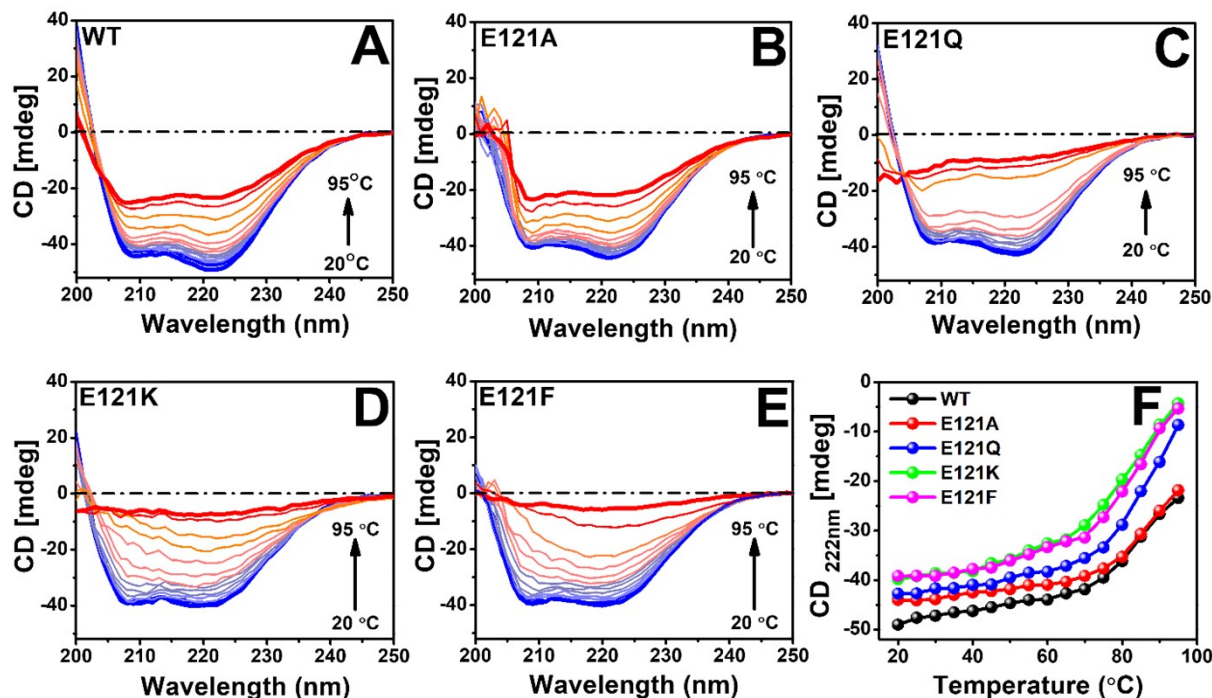 WT
A
95°C
20°C
CD [mdeg]
40
20
0
-20
-40
200 210 220 230 240 250
Wavelength (nm)
E121A
B
95 °C
20 °C
CD [mdeg]
40
20
0
-20
-40
200 210 220 230 240 250
Wavelength (nm)
E121Q
C
95 °C
20 °C
CD [mdeg]
40
20
0
-20
-40
200 210 220 230 240 250
Wavelength (nm)
E121K
D
95 °C
20 °C
CD [mdeg]
40
20
0
-20
-40
200 210 220 230 240 250
Wavelength (nm)
E121F
E
95 °C
20 °C
CD [mdeg]
40
20
0
-20
-40
200 210 220 230 240 250
Wavelength (nm)
F
WT
E121A
E121Q
E121K
E121F
CD 222nm [mdeg]
0
-10
-20
-30
-40
-50
20 40 60 80 100
Temperature (°C)